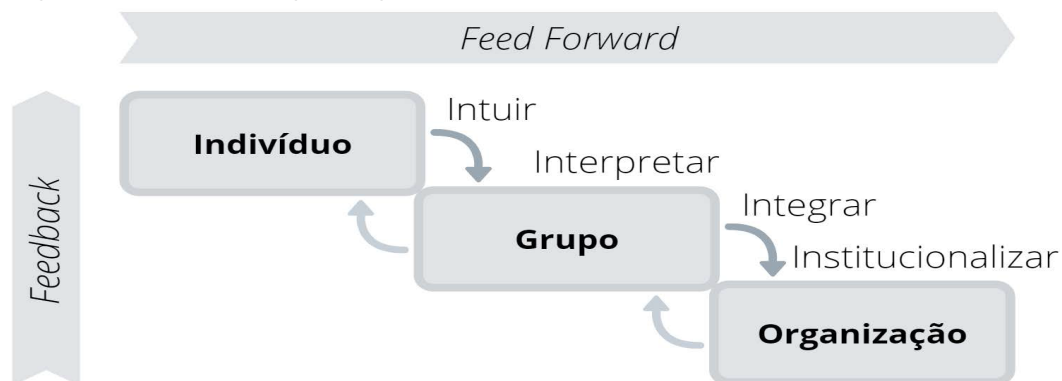 Feed Forward
Feedback
Indivíduo
Intuir
Interpretar
Grupo
Integrar
Institucionalizar
Organização